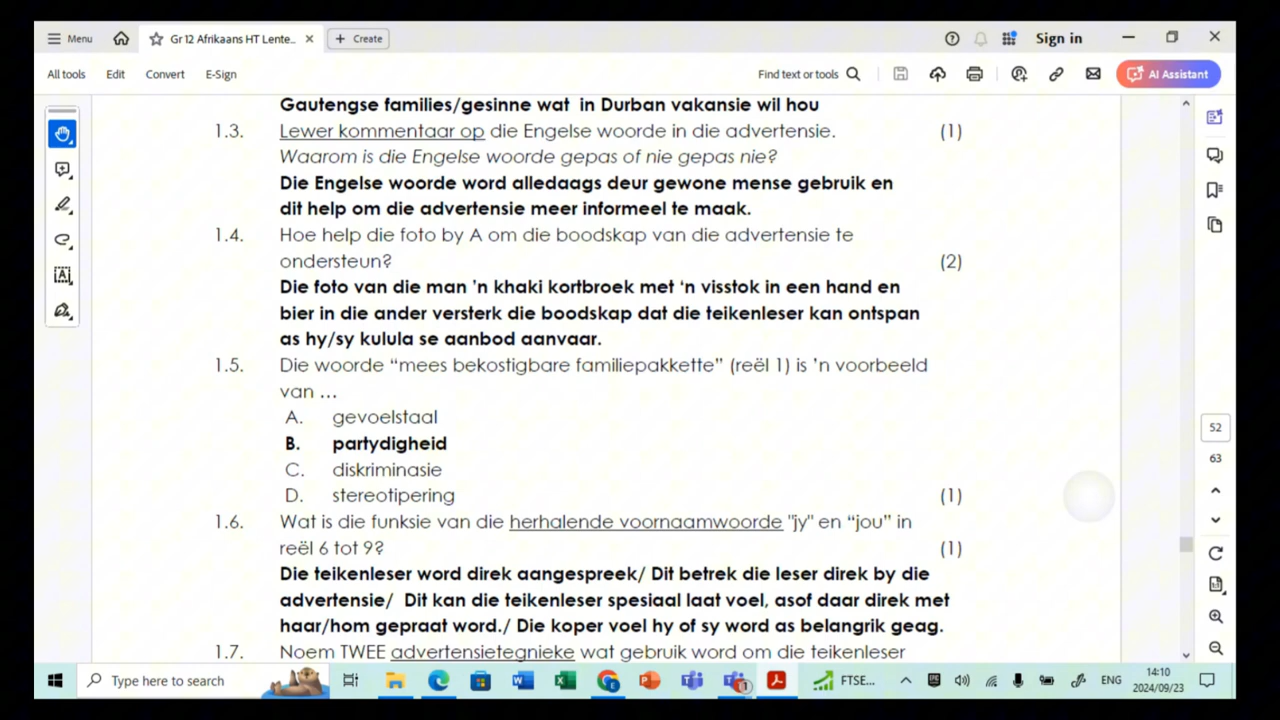 Menu
Gr 12 Afrikaans HT Lente...
Create
Sign in
All tools
Edit
Convert
E-Sign
Find text or tools
AI Assistant
Gautengse families/gesinne wat in Durban vakansie wil hou
1.3. Lewer kommentaar op die Engelse woorde in die advertensie. (1)
Waarom is die Engelse woorde gepas of nie gepas nie?
Die Engelse woorde word alledaags deur gewone mense gebruik en
dit help om die advertensie meer informeel te maak.
1.4. Hoe help die foto by A om die boodskap van die advertensie te
ondersteun? (2)
Die foto van die man 'n khaki kortbroek met 'n visstok in een hand en
bier in die ander versterk die boodskap dat die teikenleser kan ontspan
as hy/sy kulula se aanbod aanvaar.
1.5. Die woorde “mees bekostigbare familiepakkette” (reël 1) is 'n voorbeeld
van …
A. gevoelstaal
B. partydigheid
C. diskriminasie
D. stereotipering (1)
1.6. Wat is die funksie van die herhalende voornaamwoorde "jy" en “jou” in
reël 6 tot 9? (1)
Die teikenleser word direk aangespreek/ Dit betrek die leser direk by die
advertensie/ Dit kan die teikenleser spesiaal laat voel, asof daar direk met
haar/hom gepraat word./ Die koper voel hy of sy word as belangrik geag.
1.7. Noem TWEE advertensietegnieke wat gebruik word om die teikenleser
52
63
Type here to search
FTSE...
ENG
14:10
2024/09/23